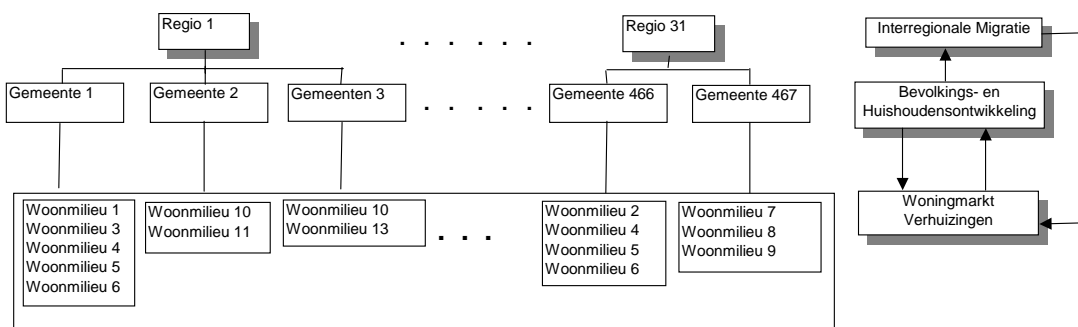 Regio 1
. . . . . .
Regio 31
Interregionale Migratie
Gemeente 1
Gemeente 2
Gemeenten 3
. . . . .
Gemeente 466
Gemeente 467
Bevolkings- en
Huishoudensontwikkeling
Woonmilieu 1
Woonmilieu 3
Woonmilieu 4
Woonmilieu 5
Woonmilieu 6
Woonmilieu 10
Woonmilieu 11
Woonmilieu 10
Woonmilieu 13
. . .
Woonmilieu 2
Woonmilieu 4
Woonmilieu 5
Woonmilieu 6
Woonmilieu 7
Woonmilieu 8
Woonmilieu 9
Woningmarkt
Verhuizingen